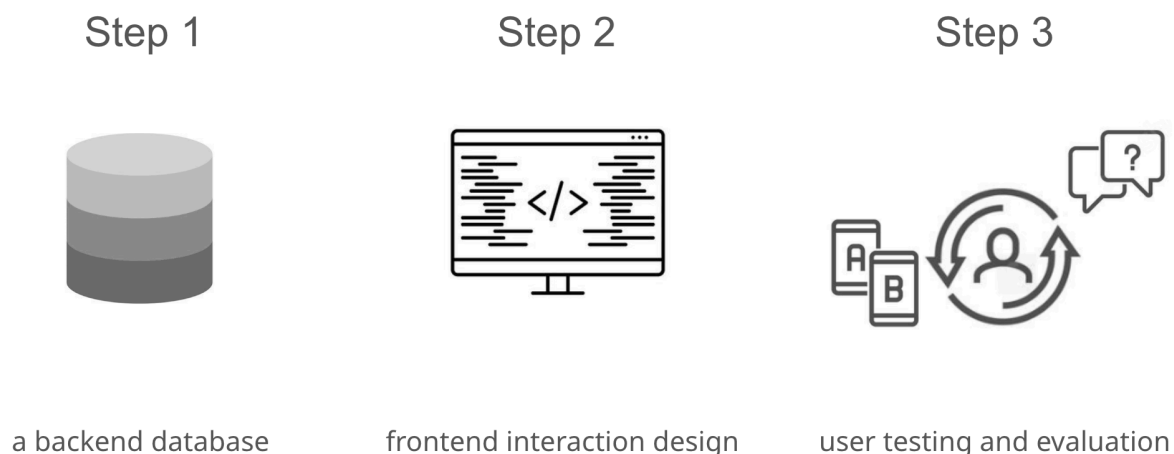 Step 1
Step 2
Step 3
</>
A
B
?
a backend database
frontend interaction design
user testing and evaluation